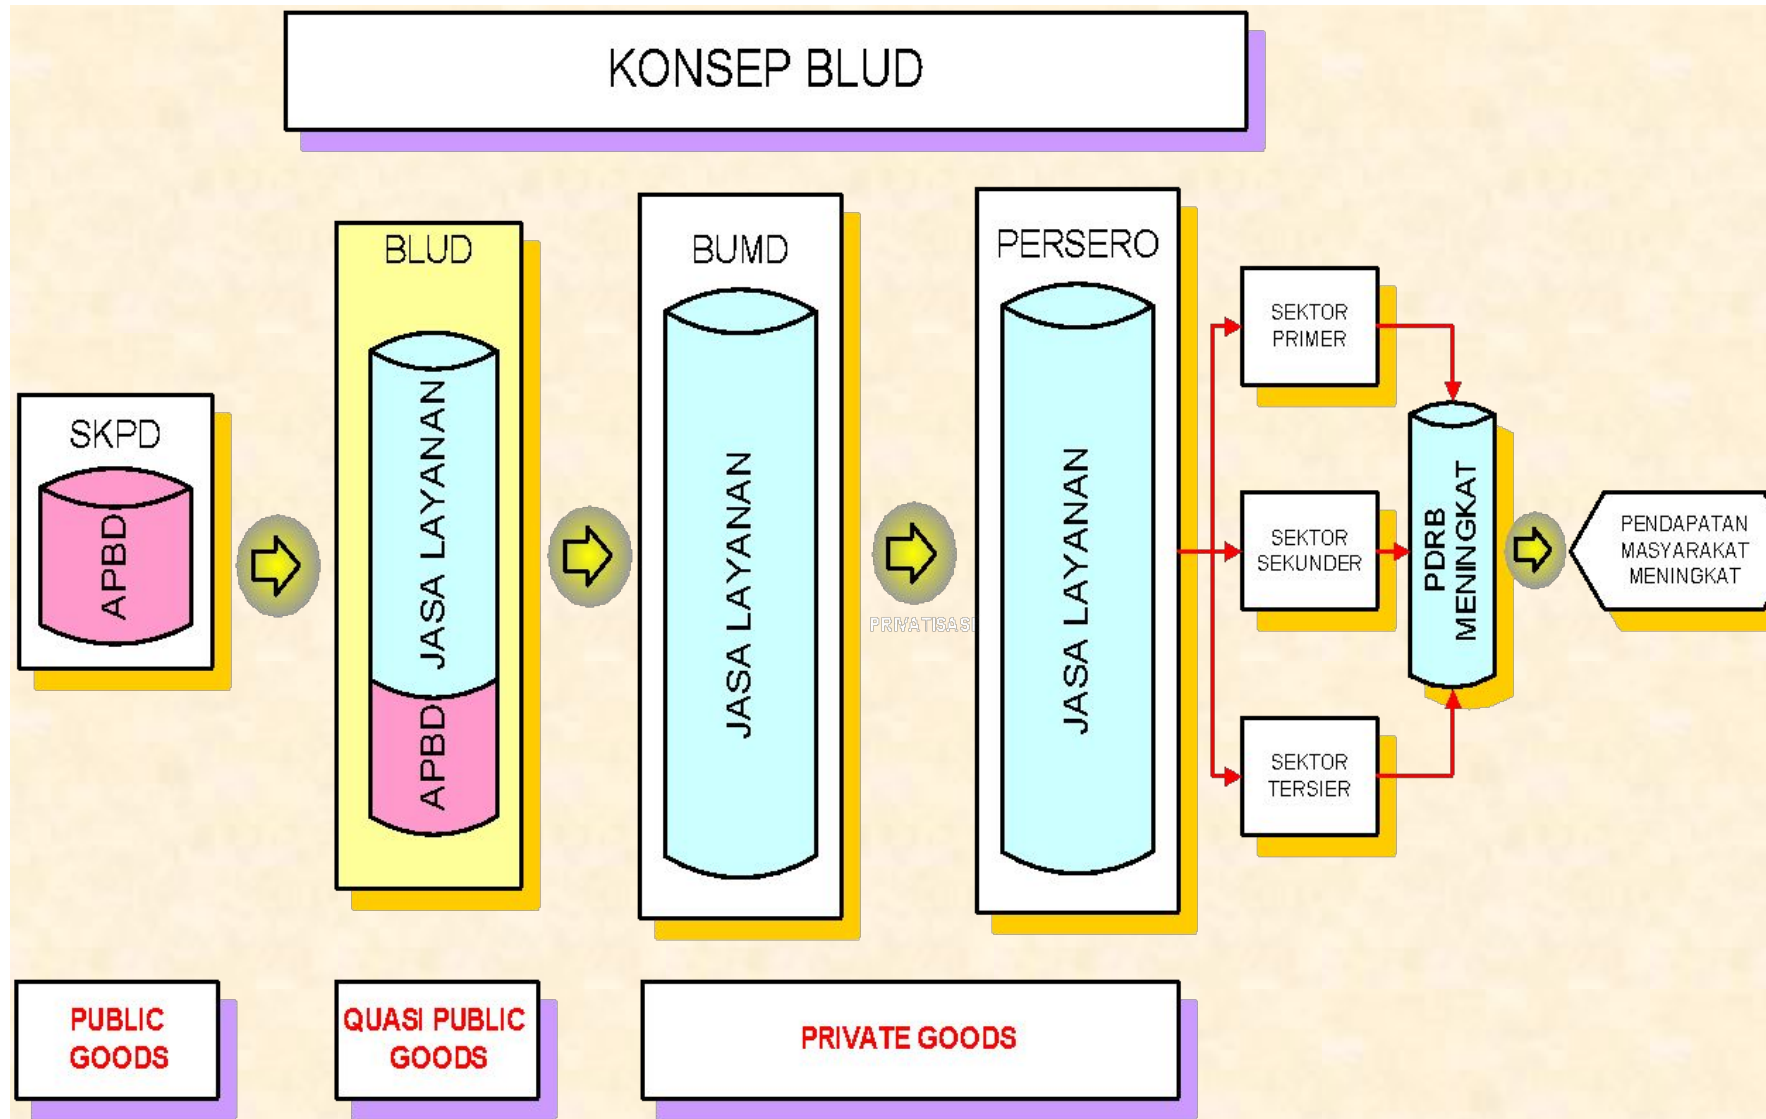 KONSEP BLUD
SKPD
APBD
BLUD
JASA LAYANAN
APBD
BUMD
JASA LAYANAN
PRIVATISASI
PERSERO
JASA LAYANAN
SEKTOR
PRIMER
SEKTOR
SEKUNDER
SEKTOR
TERSIER
PDRB
MENINGKAT
PENDAPATAN
MASYARAKAT
MENINGKAT
PUBLIC
GOODS
QUASI PUBLIC
GOODS
PRIVATE GOODS